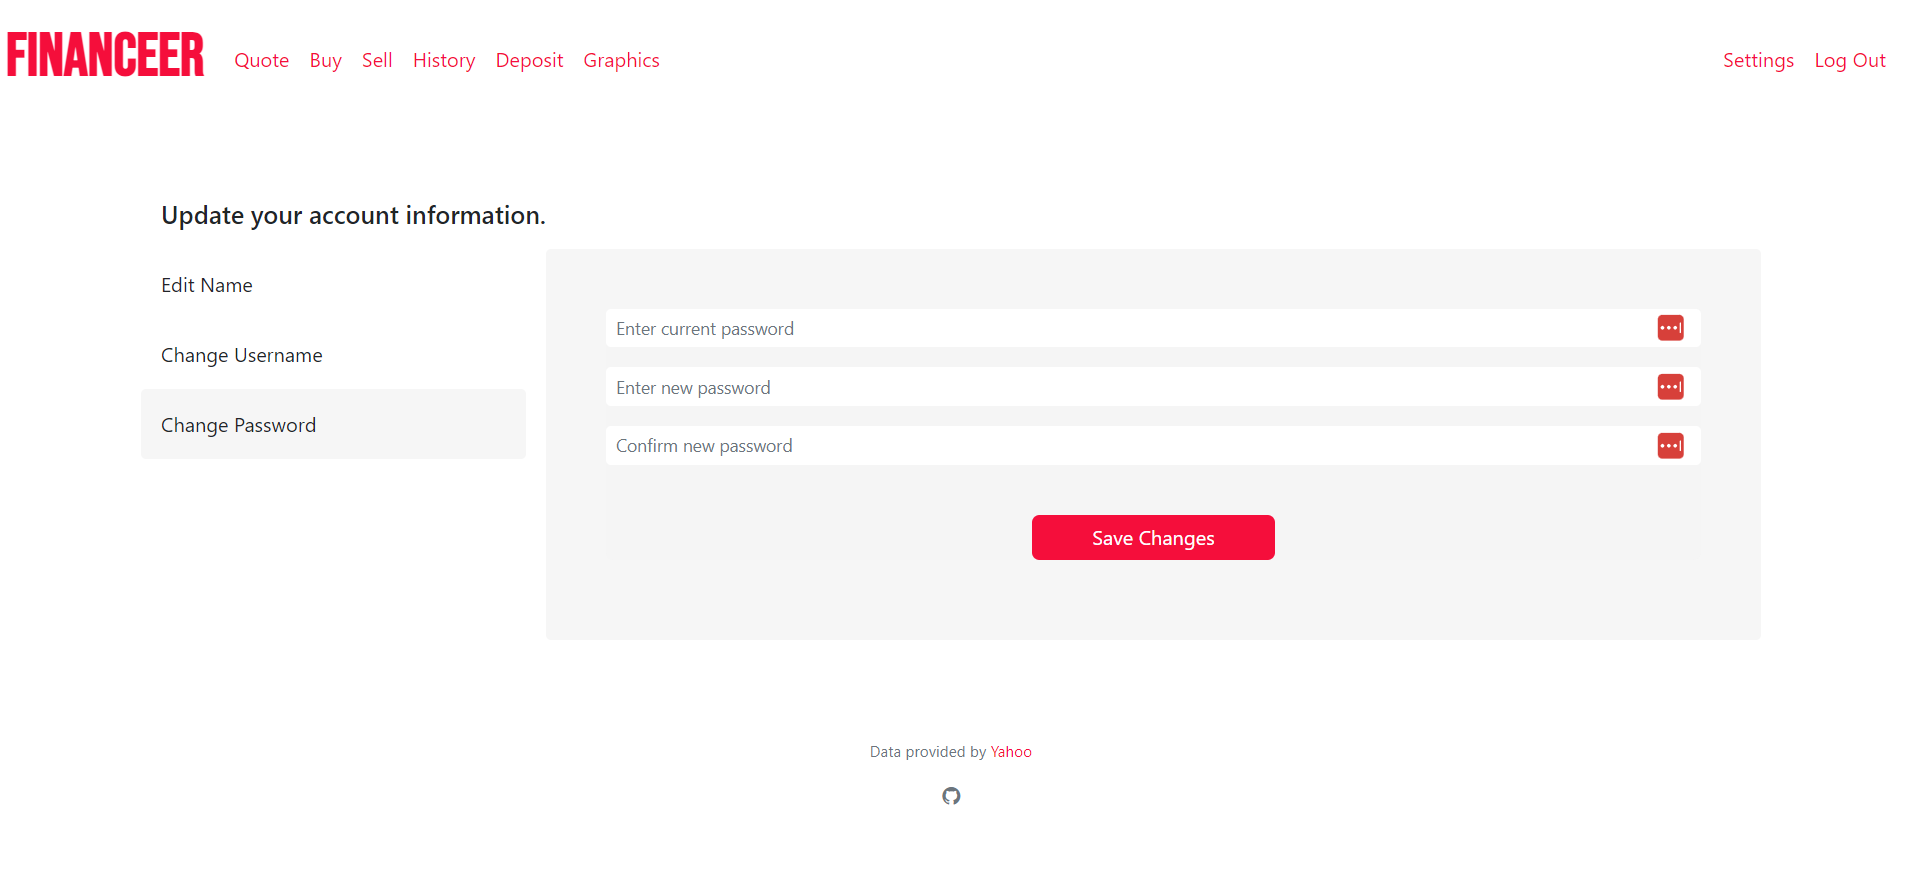 FINANCEER Quote Buy Sell History Deposit Graphics Settings Log Out
Update your account information.
Edit Name
Change Username
Change Password
Enter current password
Enter new password
Confirm new password
Save Changes
Data provided by Yahoo